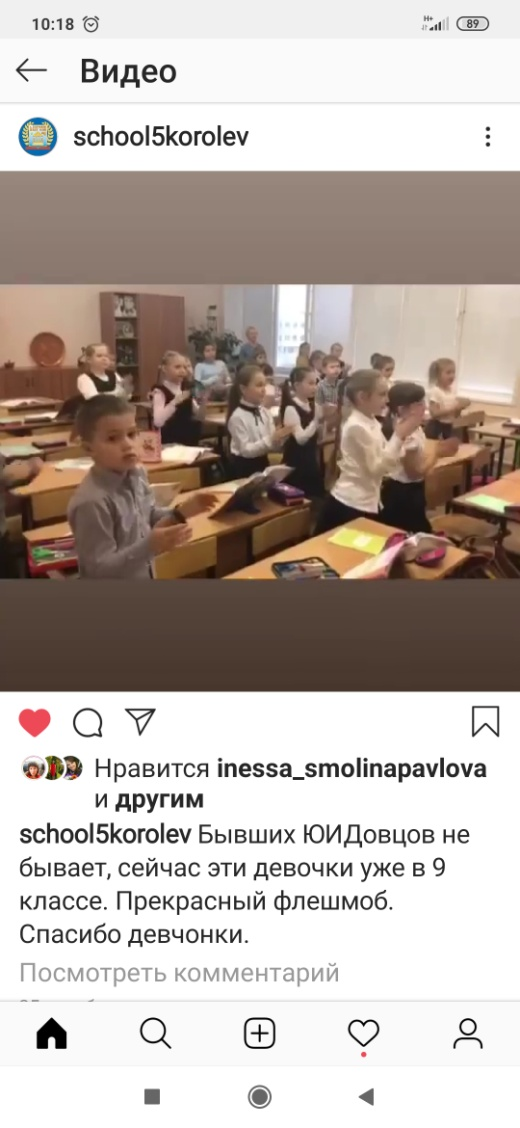 10:18
H+
89
Видео
school5korolev
Нравится inessa_smolinapavlova
и другим
school5korolev Бывших ЮИДовцов не
бывает, сейчас эти девочки уже в 9
классе. Прекрасный флешмоб.
Спасибо девчонки.
Посмотреть комментарий